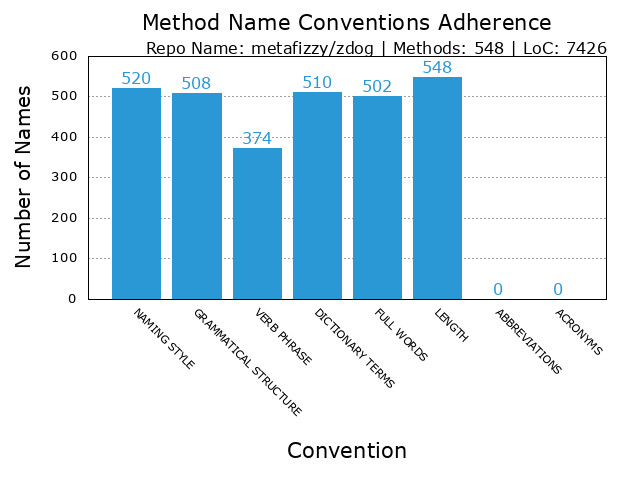 Method Name Conventions Adherence
Repo Name: metafizzy/zdog | Methods: 548 | LoC: 7426
Number of Names
600
500
400
300
200
100
0
520
508
374
510
502
548
0
0
NAMING STYLE
GRAMMATICAL STRUCTURE
VERB PHRASE
DICTIONARY TERMS
FULL WORDS
LENGTH
ABBREVIATIONS
ACRONYMS
Convention